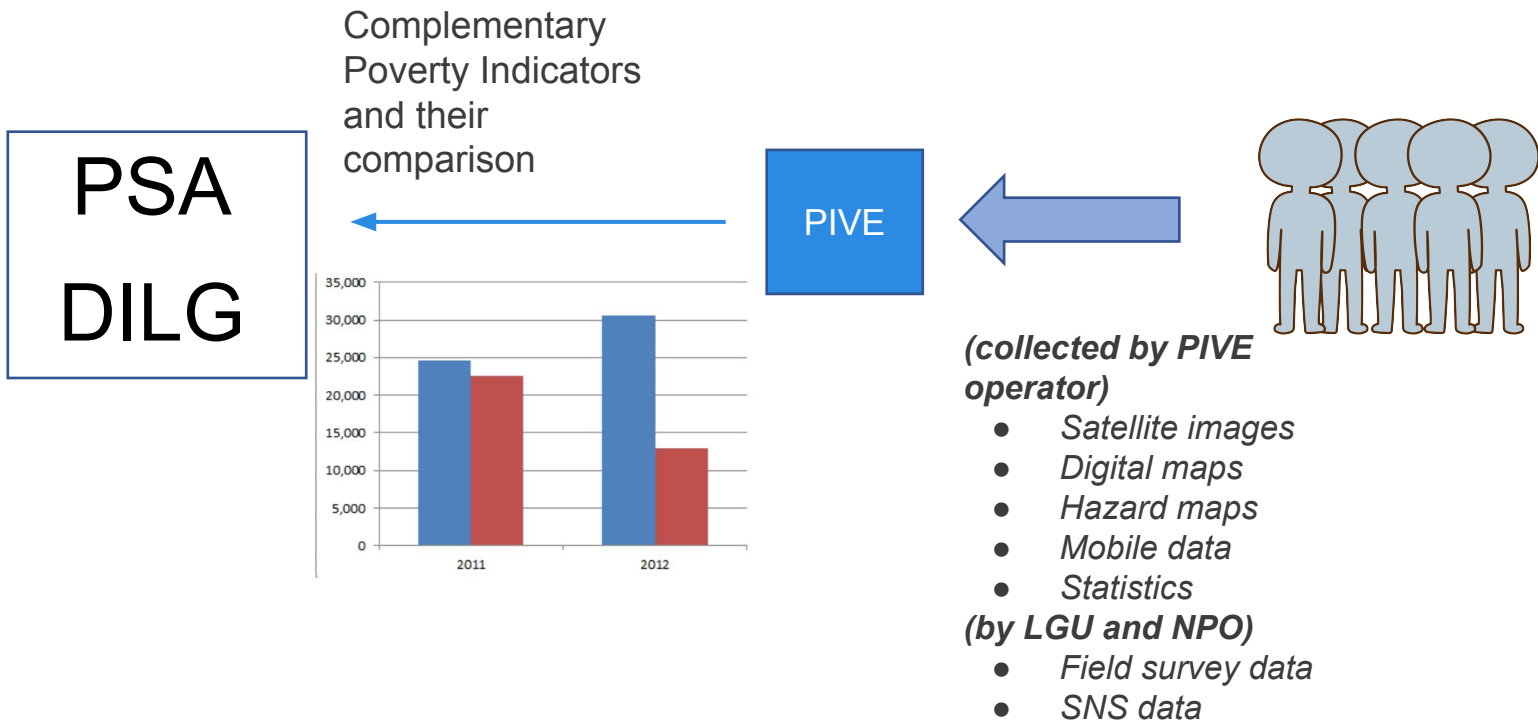 Complementary
Poverty Indicators
and their
comparison
PSA
DILG
PIVE
35,000
30,000
25,000
20,000
15,000
10,000
5,000
0
2011
2012
(collected by PIVE
operator)
● Satellite images
● Digital maps
● Hazard maps
● Mobile data
● Statistics
(by LGU and NPO)
● Field survey data
● SNS data